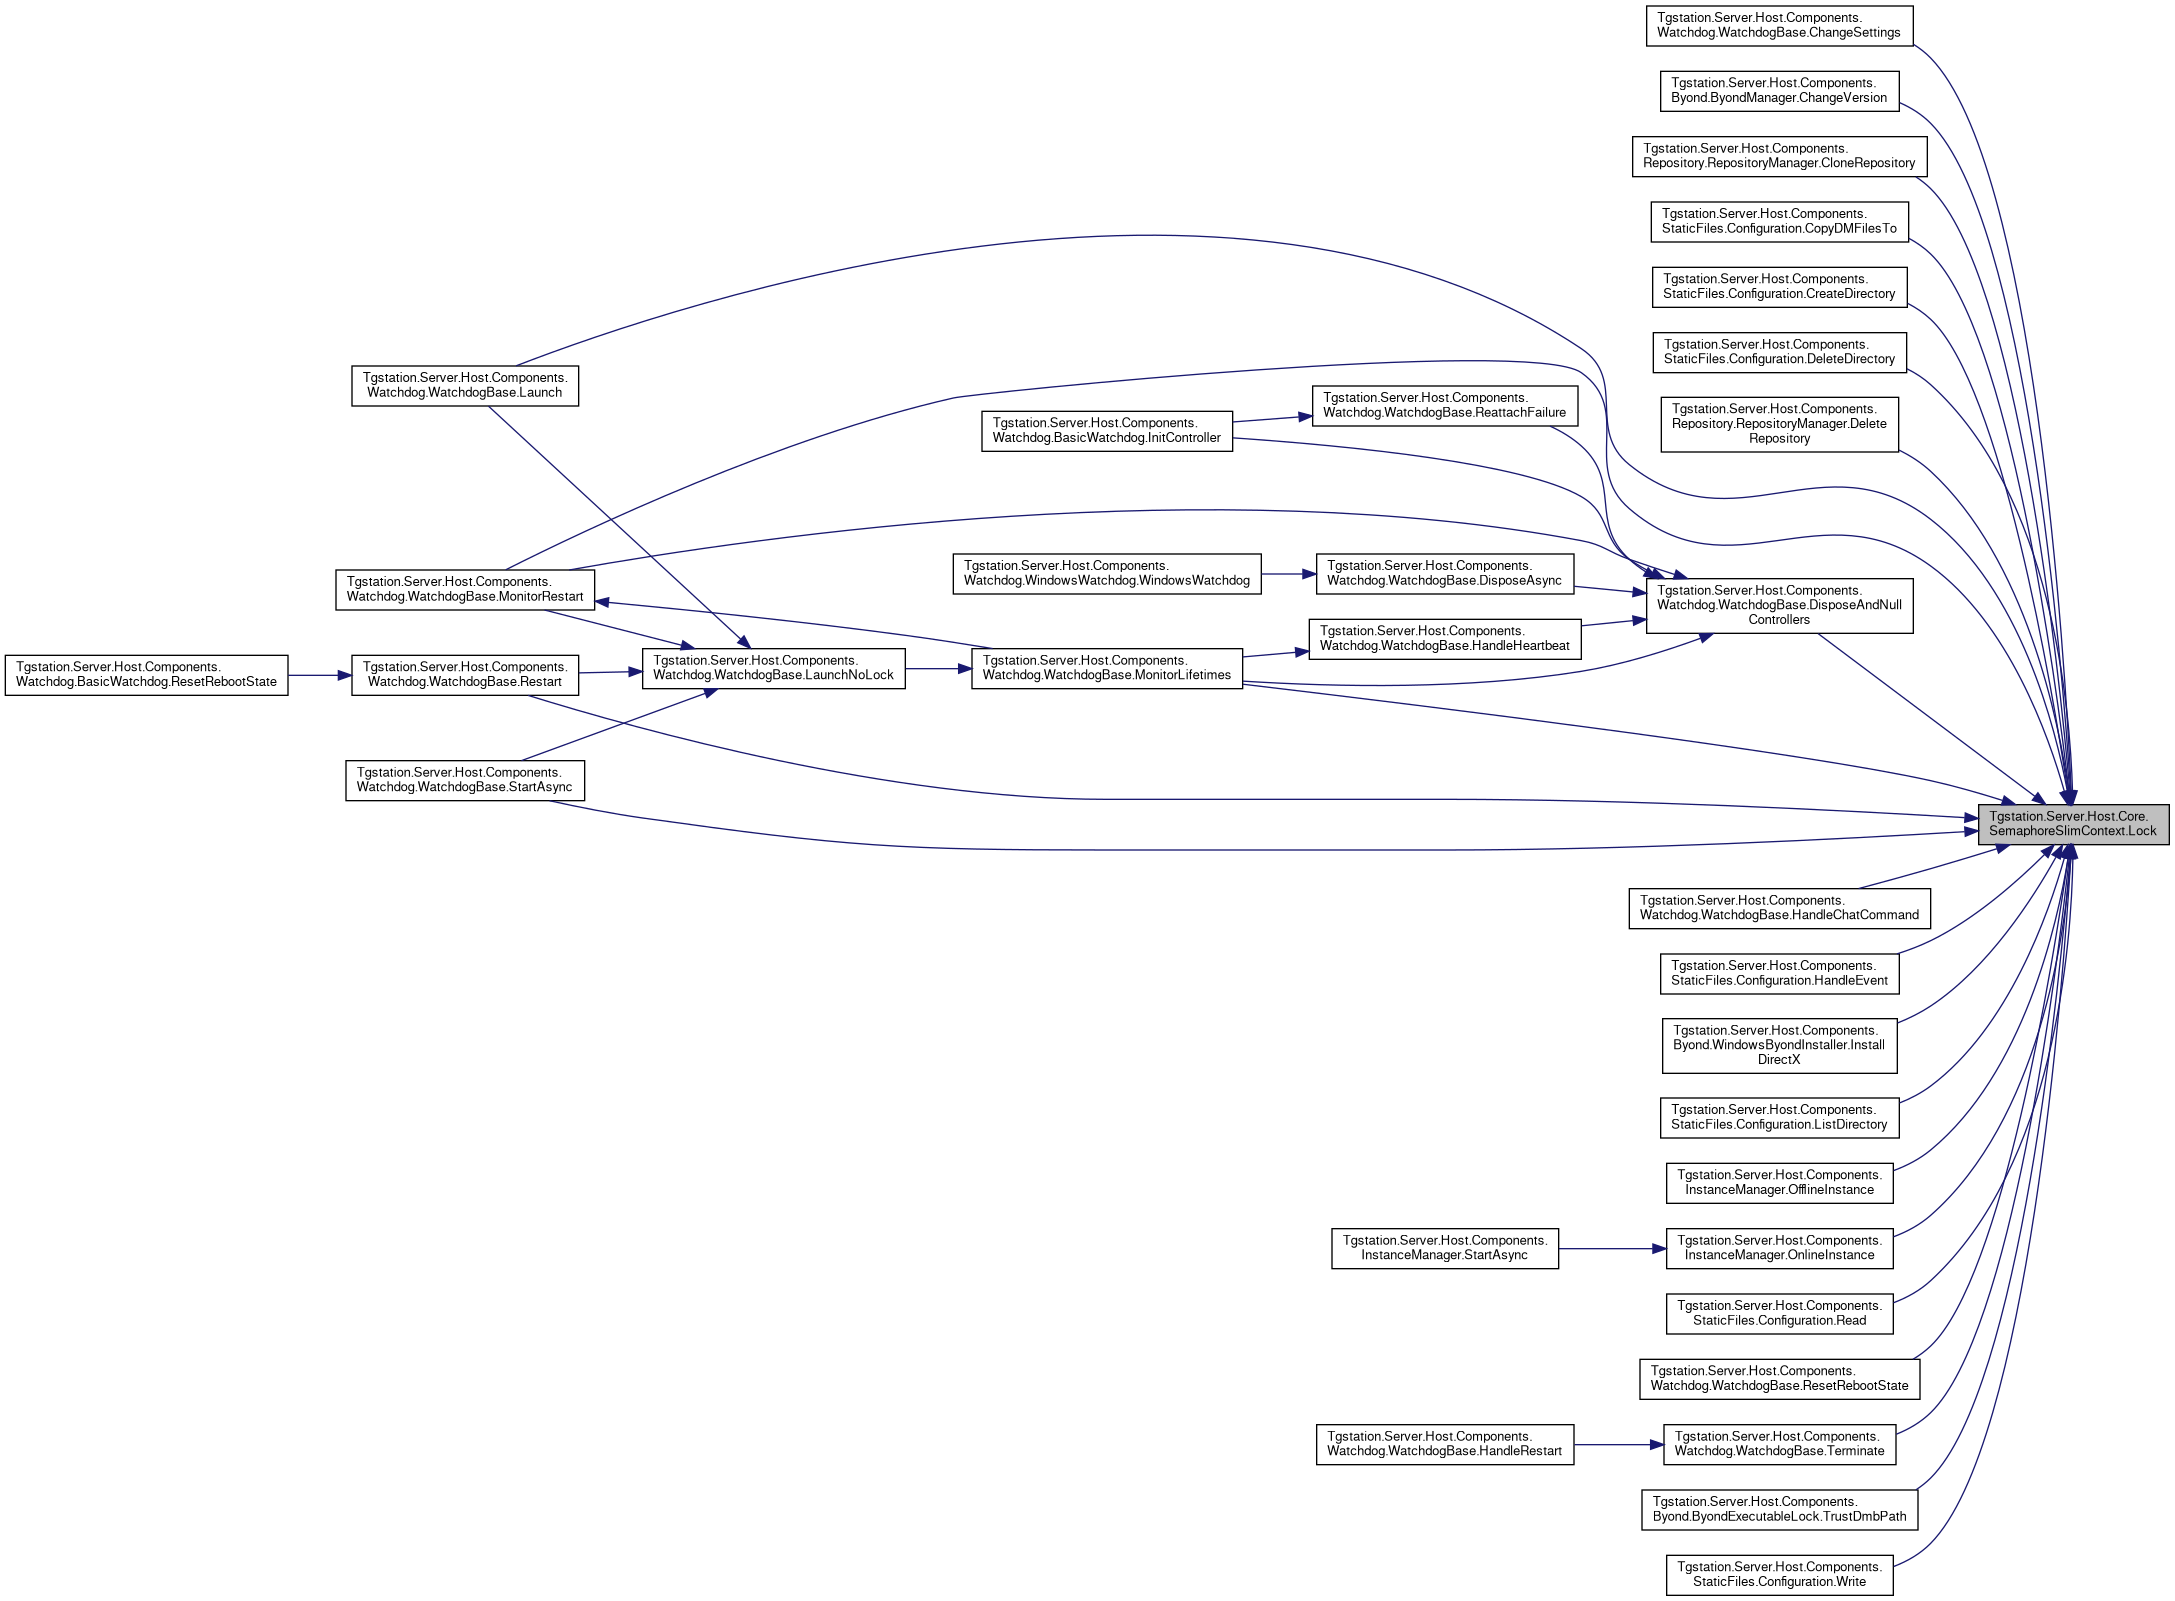 Tgstation.Server.Host.Components.
Watchdog.WatchdogBase.ChangeSettings
Tgstation.Server.Host.Components.
Byond.ByondManager.ChangeVersion
Tgstation.Server.Host.Components.
Repository.RepositoryManager.CloneRepository
Tgstation.Server.Host.Components.
StaticFiles.Configuration.CopyDMFilesTo
Tgstation.Server.Host.Components.
StaticFiles.Configuration.CreateDirectory
Tgstation.Server.Host.Components.
StaticFiles.Configuration.DeleteDirectory
Tgstation.Server.Host.Components.
Watchdog.WatchdogBase.Launch
Tgstation.Server.Host.Components.
Watchdog.WatchdogBase.ReattachFailure
Tgstation.Server.Host.Components.
Repository.RepositoryManager.Delete
Repository
Tgstation.Server.Host.Components.
Watchdog.BasicWatchdog.InitController
Tgstation.Server.Host.Components.
Watchdog.WindowsWatchdog.WindowsWatchdog
Tgstation.Server.Host.Components.
Watchdog.WatchdogBase.DisposeAsync
Tgstation.Server.Host.Components.
Watchdog.WatchdogBase.MonitorRestart
Tgstation.Server.Host.Components.
Watchdog.WatchdogBase.DisposeAndNull
Controllers
Tgstation.Server.Host.Components.
Watchdog.WatchdogBase.HandleHeartbeat
Tgstation.Server.Host.Components.
Watchdog.BasicWatchdog.ResetRebootState
Tgstation.Server.Host.Components.
Watchdog.WatchdogBase.Restart
Tgstation.Server.Host.Components.
Watchdog.WatchdogBase.LaunchNoLock
Tgstation.Server.Host.Components.
Watchdog.WatchdogBase.MonitorLifetimes
Tgstation.Server.Host.Components.
Watchdog.WatchdogBase.StartAsync
Tgstation.Server.Host.Core.
SemaphoreSlimContext.Lock
Tgstation.Server.Host.Components.
Watchdog.WatchdogBase.HandleChatCommand
Tgstation.Server.Host.Components.
StaticFiles.Configuration.HandleEvent
Tgstation.Server.Host.Components.
Byond.WindowsByondInstaller.Install
DirectX
Tgstation.Server.Host.Components.
StaticFiles.Configuration.ListDirectory
Tgstation.Server.Host.Components.
InstanceManager.OfflineInstance
Tgstation.Server.Host.Components.
InstanceManager.StartAsync
Tgstation.Server.Host.Components.
InstanceManager.OnlineInstance
Tgstation.Server.Host.Components.
StaticFiles.Configuration.Read
Tgstation.Server.Host.Components.
Watchdog.WatchdogBase.ResetRebootState
Tgstation.Server.Host.Components.
Watchdog.WatchdogBase.HandleRestart
Tgstation.Server.Host.Components.
Watchdog.WatchdogBase.Terminate
Tgstation.Server.Host.Components.
Byond.ByondExecutableLock.TrustDmbPath
Tgstation.Server.Host.Components.
StaticFiles.Configuration.Write